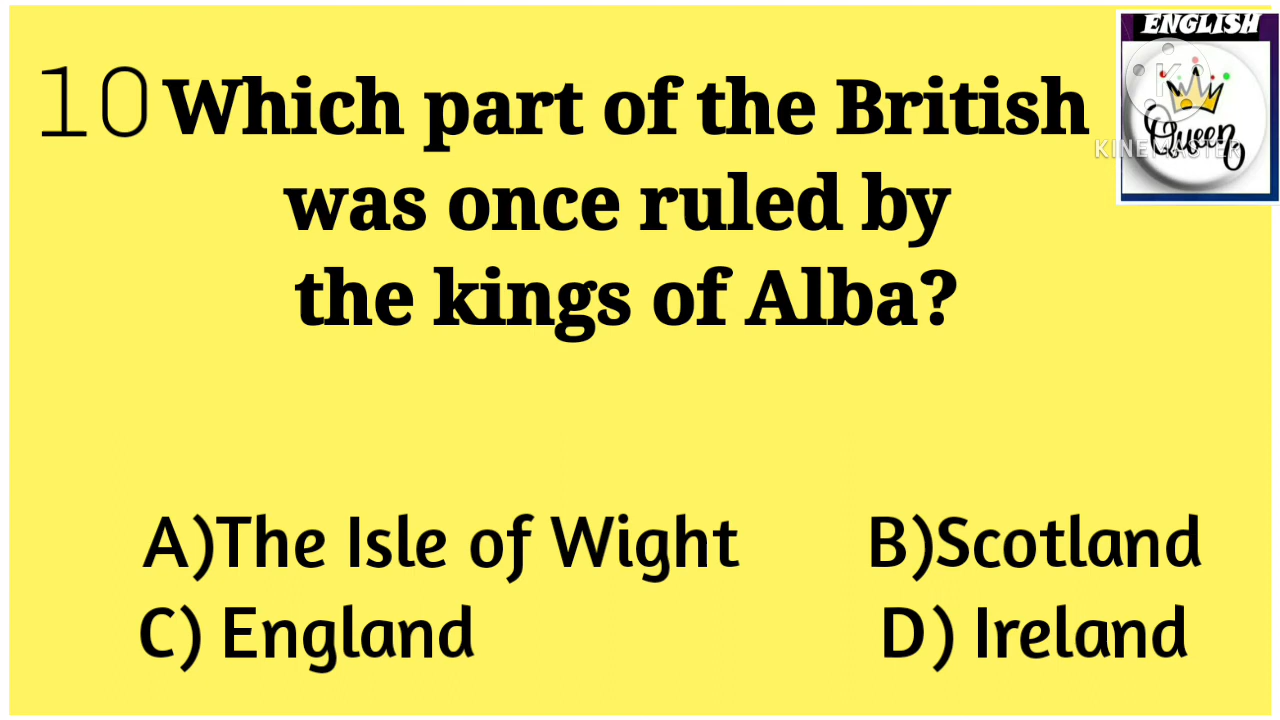 ENGLISH
10 Which part of the British
was once ruled by
the kings of Alba?
Queen
KINEMASTER
A)The Isle of Wight B)Scotland
C) England D) Ireland